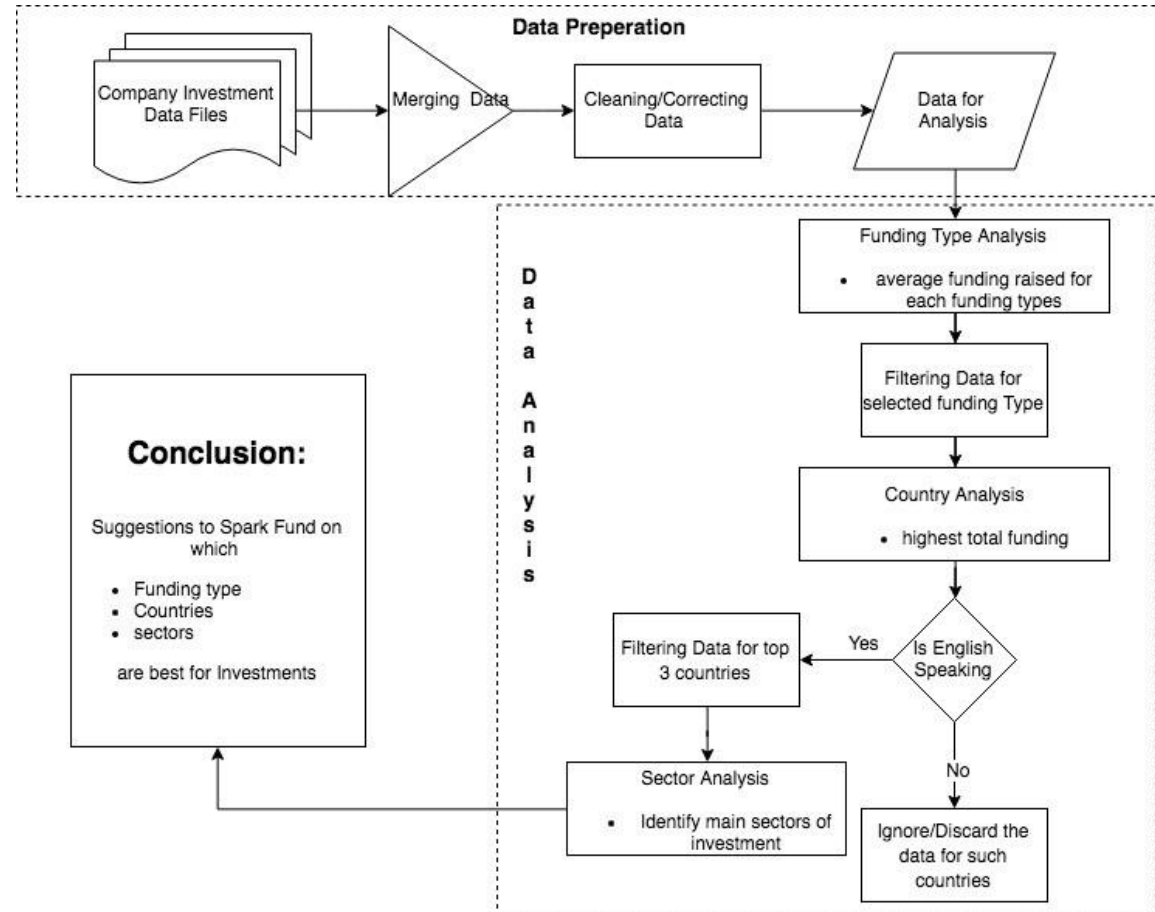 Data Preperation
Company Investment
Data Files
Merging Data
Cleaning/Correcting
Data
Data for
Analysis
Funding Type Analysis
• average funding raised for
each funding types
Data Analysis
Filtering Data for
selected funding Type
Country Analysis
• highest total funding
Is English
Speaking
Yes
No
Filtering Data for top
3 countries
Sector Analysis
• Identify main sectors of
investment
Ignore/Discard the
data for such
countries
Conclusion:
Suggestions to Spark Fund on
which
• Funding type
• Countries
• sectors
are best for Investments